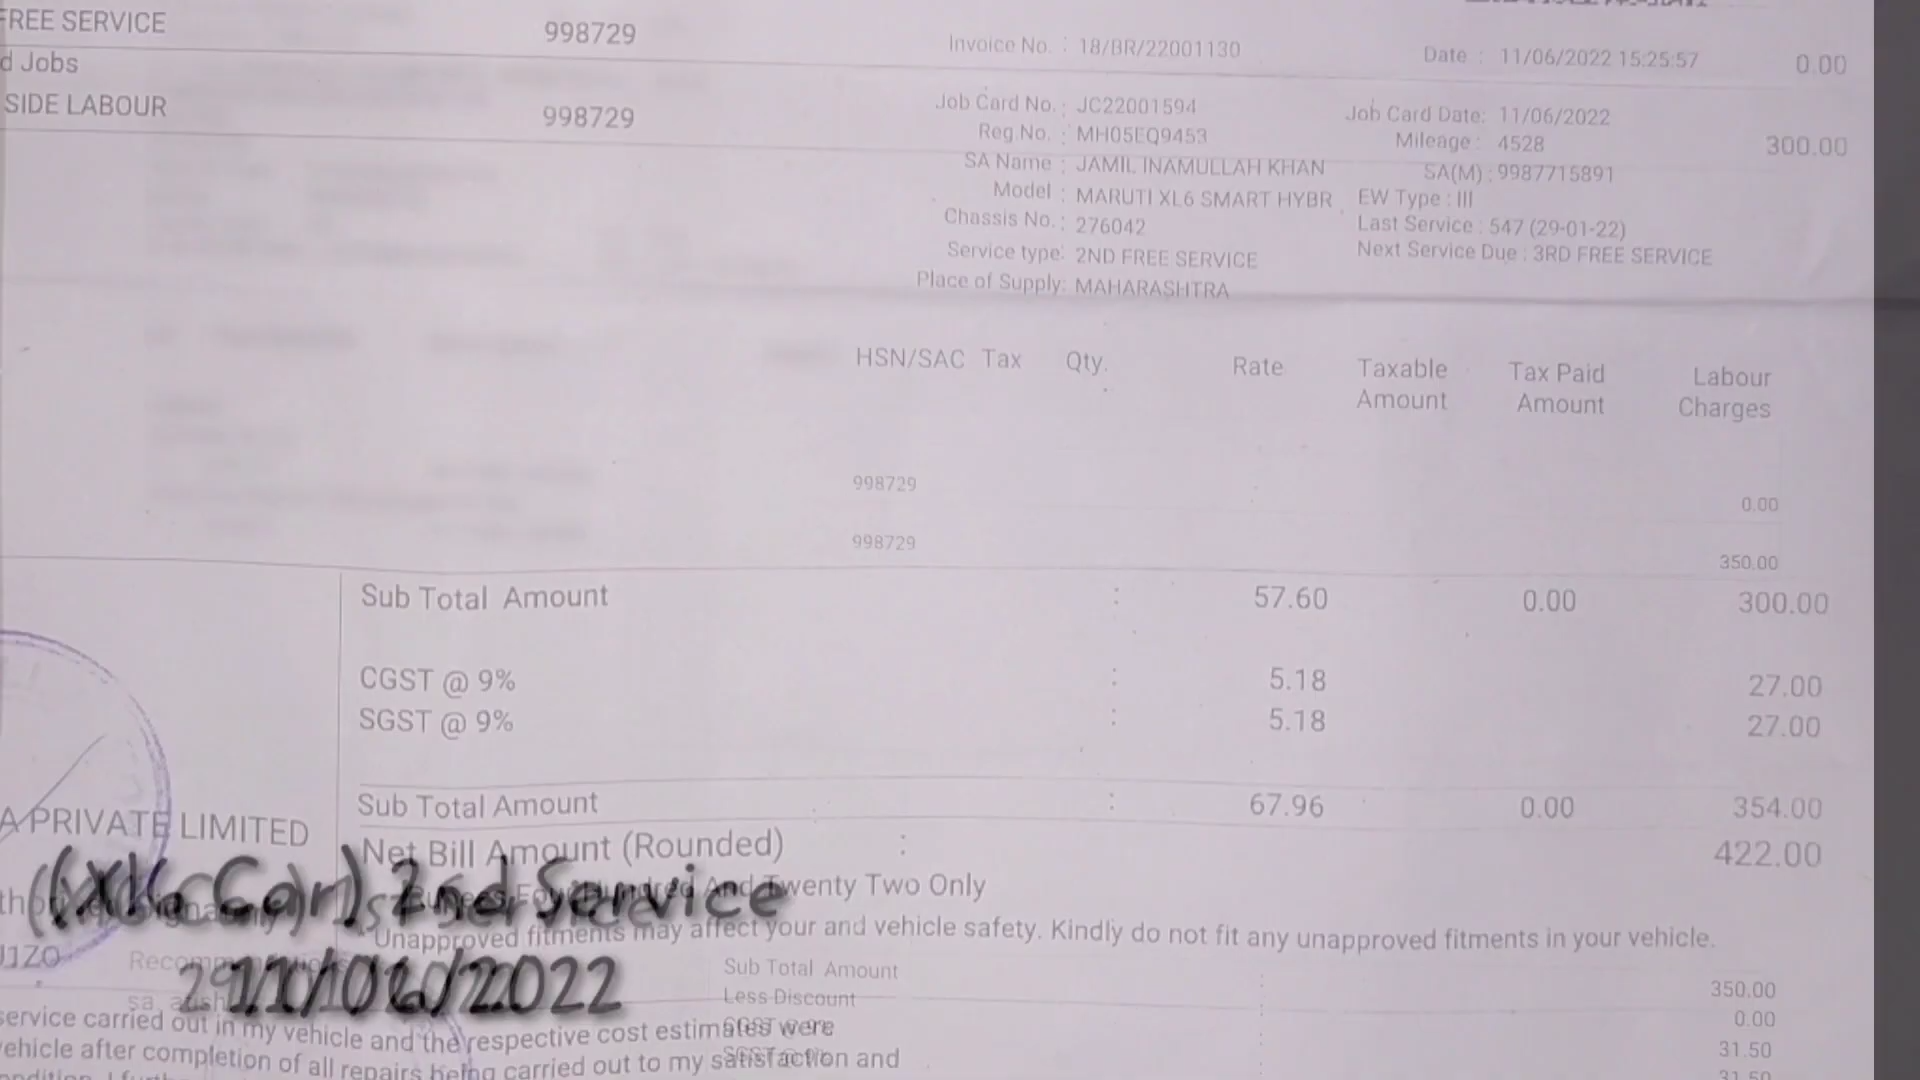 FREE SERVICE 998729 0.00
d Jobs
SIDE LABOUR 998729 300.00
Invoice No. : 18/BR/22001130 Date : 11/06/2022 15:25:57
Job Card No. : JC22001594 Job Card Date: 11/06/2022
Reg.No. : MH05EQ9453 Mileage : 4528
SA Name : JAMIL INAMULLAH KHAN SA(M) : 9987715891
Model : MARUTI XL6 SMART HYBR EW Type : III
Chassis No. : 276042 Last Service : 547 (29-01-22)
Service type: 2ND FREE SERVICE Next Service Due : 3RD FREE SERVICE
Place of Supply: MAHARASHTRA
HSN/SAC Tax Qty. Rate Taxable Amount Tax Paid Amount Labour Charges
998729 0.00
998729 350.00
Sub Total Amount : 57.60 0.00 300.00
CGST @ 9% : 5.18 27.00
SGST @ 9% : 5.18 27.00
Sub Total Amount : 67.96 0.00 354.00
A PRIVATE LIMITED
Net Bill Amount (Rounded) : 422.00
And Twenty Two Only
(XL6 Car) 2nd Service
Unapproved fitments may affect your and vehicle safety. Kindly do not fit any unapproved fitments in your vehicle.
J1ZO
11/06/2022
Sub Total Amount : 350.00
Less Discount 0.00
service carried out in my vehicle and the respective cost estimates were
31.50
vehicle after completion of all repairs being carried out to my satisfaction and
31.50